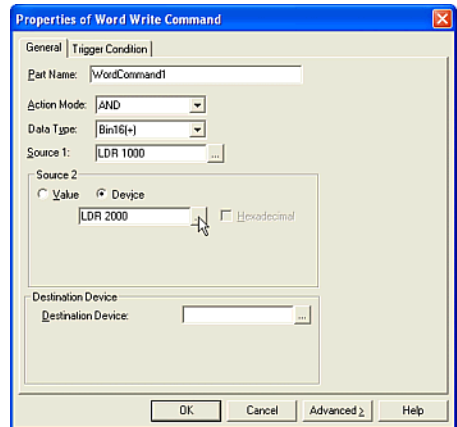 Properties of Word Write Command
General Trigger Condition
Part Name: WordCommand1
Action Mode: AND
Data Type: Bin16(+)
Source 1: LDR 1000 ...
Source 2
Value Device
LDR 2000 ... Hexadecimal
Destination Device
Destination Device: ...
OK Cancel Advanced > Help